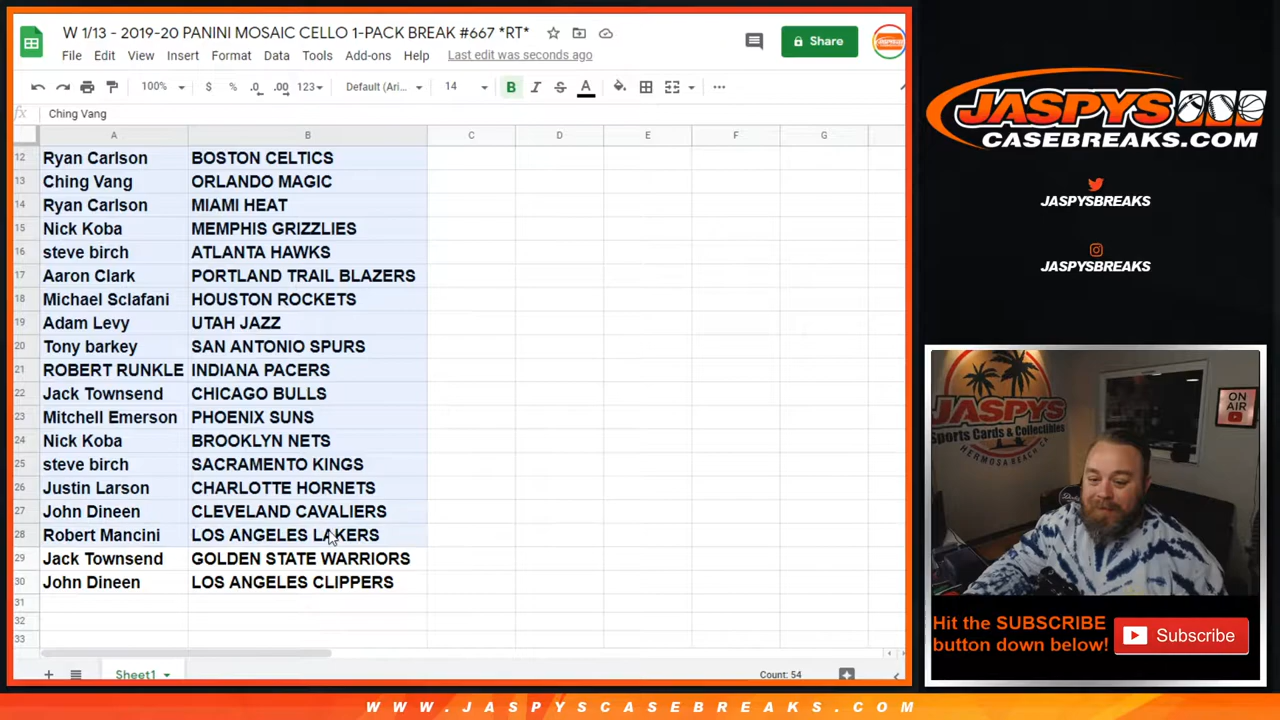 W 1/13 - 2019-20 PANINI MOSAIC CELLO 1-PACK BREAK #667 *RT*
File Edit View Insert Format Data Tools Add-ons Help Last edit was seconds ago
Share
100% $ % .0 .00 123 Default (Ari... 14 B I S A
fx Ching Vang
A B C D E F G
12 Ryan Carlson BOSTON CELTICS
13 Ching Vang ORLANDO MAGIC
14 Ryan Carlson MIAMI HEAT
15 Nick Koba MEMPHIS GRIZZLIES
16 steve birch ATLANTA HAWKS
17 Aaron Clark PORTLAND TRAIL BLAZERS
18 Michael Sclafani HOUSTON ROCKETS
19 Adam Levy UTAH JAZZ
20 Tony barkey SAN ANTONIO SPURS
21 ROBERT RUNKLE INDIANA PACERS
22 Jack Townsend CHICAGO BULLS
23 Mitchell Emerson PHOENIX SUNS
24 Nick Koba BROOKLYN NETS
25 steve birch SACRAMENTO KINGS
26 Justin Larson CHARLOTTE HORNETS
27 John Dineen CLEVELAND CAVALIERS
28 Robert Mancini LOS ANGELES LAKERS
29 Jack Townsend GOLDEN STATE WARRIORS
30 John Dineen LOS ANGELES CLIPPERS
31
32
33
Sheet1
Count: 54
JASPYS
CASEBREAKS.COM
JASPYSBREAKS
JASPYSBREAKS
JASPYS
Sports Cards & Collectibles
HERMOSA BEACH CA
ON
AIR
Hit the SUBSCRIBE
button down below!
Subscribe
WWW.JASPYSCASEBREAKS.COM